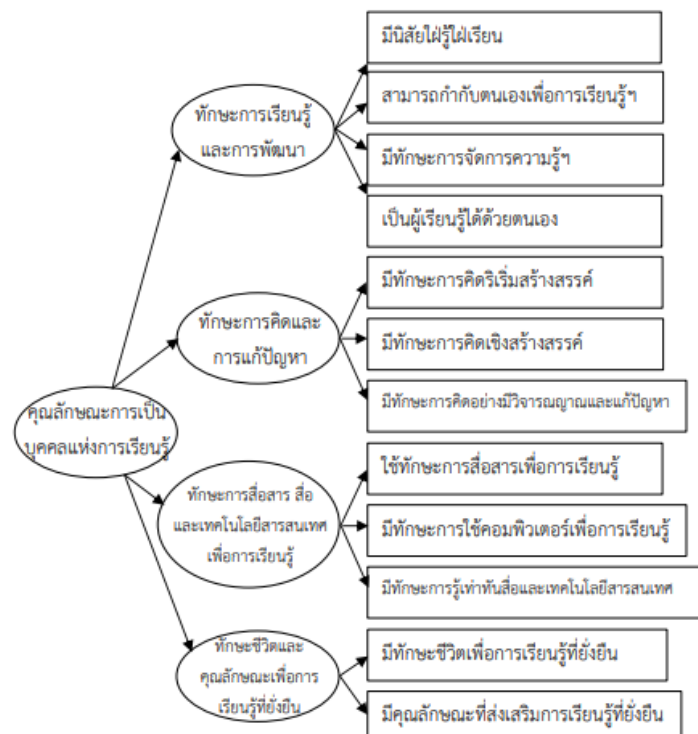 คุณลักษณะการเป็น
บุคคลแห่งการเรียนรู้
ทักษะการเรียนรู้
และการพัฒนา
มีนิสัยใฝ่รู้ใฝ่เรียน
สามารถกำกับตนเองเพื่อการเรียนรู้ฯ
มีทักษะการจัดการความรู้ฯ
เป็นผู้เรียนรู้ได้ด้วยตนเอง
ทักษะการคิดและ
การแก้ปัญหา
มีทักษะการคิดริเริ่มสร้างสรรค์
มีทักษะการคิดเชิงสร้างสรรค์
มีทักษะการคิดอย่างมีวิจารณญาณและแก้ปัญหา
ทักษะการสื่อสาร สื่อ
และเทคโนโลยีสารสนเทศ
เพื่อการเรียนรู้
ใช้ทักษะการสื่อสารเพื่อการเรียนรู้
มีทักษะการใช้คอมพิวเตอร์เพื่อการเรียนรู้
มีทักษะการรู้เท่าทันสื่อและเทคโนโลยีสารสนเทศ
ทักษะชีวิตและ
คุณลักษณะเพื่อการ
เรียนรู้ที่ยั่งยืน
มีทักษะชีวิตเพื่อการเรียนรู้ที่ยั่งยืน
มีคุณลักษณะที่ส่งเสริมการเรียนรู้ที่ยั่งยืน